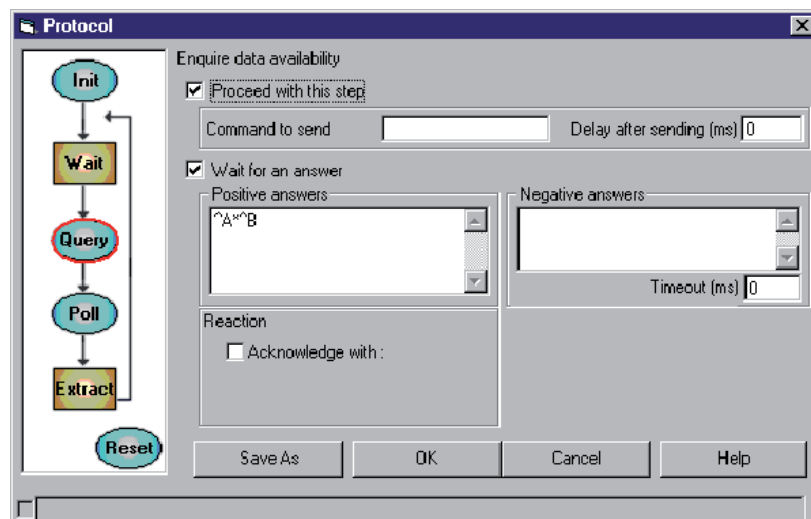 Protocol
Init
Wait
Query
Poll
Extract
Reset
Enquire data availability
Proceed with this step
Command to send
Delay after sending (ms) 0
Wait for an answer
Positive answers
^A*^B
Negative answers
Timeout (ms) 0
Reaction
Acknowledge with :
Save As
OK
Cancel
Help